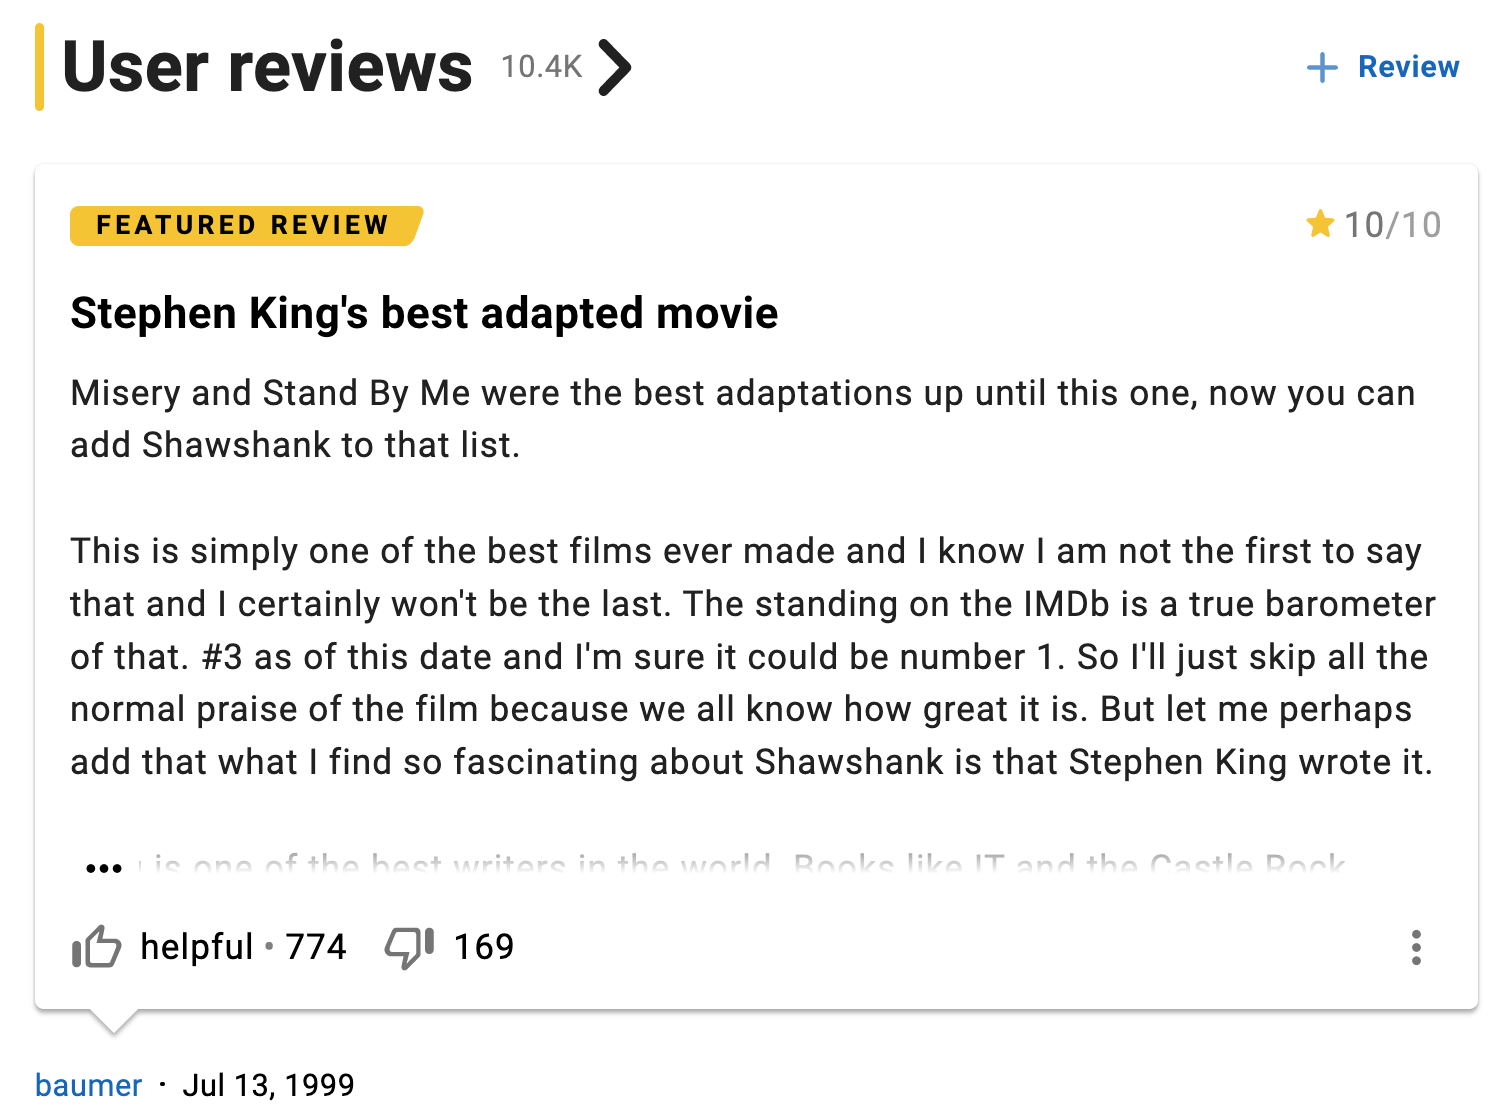 User reviews 10.4K
+ Review
FEATURED REVIEW
10/10
Stephen King's best adapted movie
Misery and Stand By Me were the best adaptations up until this one, now you can
add Shawshank to that list.
This is simply one of the best films ever made and I know I am not the first to say
that and I certainly won't be the last. The standing on the IMDb is a true barometer
of that. #3 as of this date and I'm sure it could be number 1. So I'll just skip all the
normal praise of the film because we all know how great it is. But let me perhaps
add that what I find so fascinating about Shawshank is that Stephen King wrote it.
... is one of the best writers in the world. Books like IT and the Castle Rock
helpful • 774 169
baumer · Jul 13, 1999